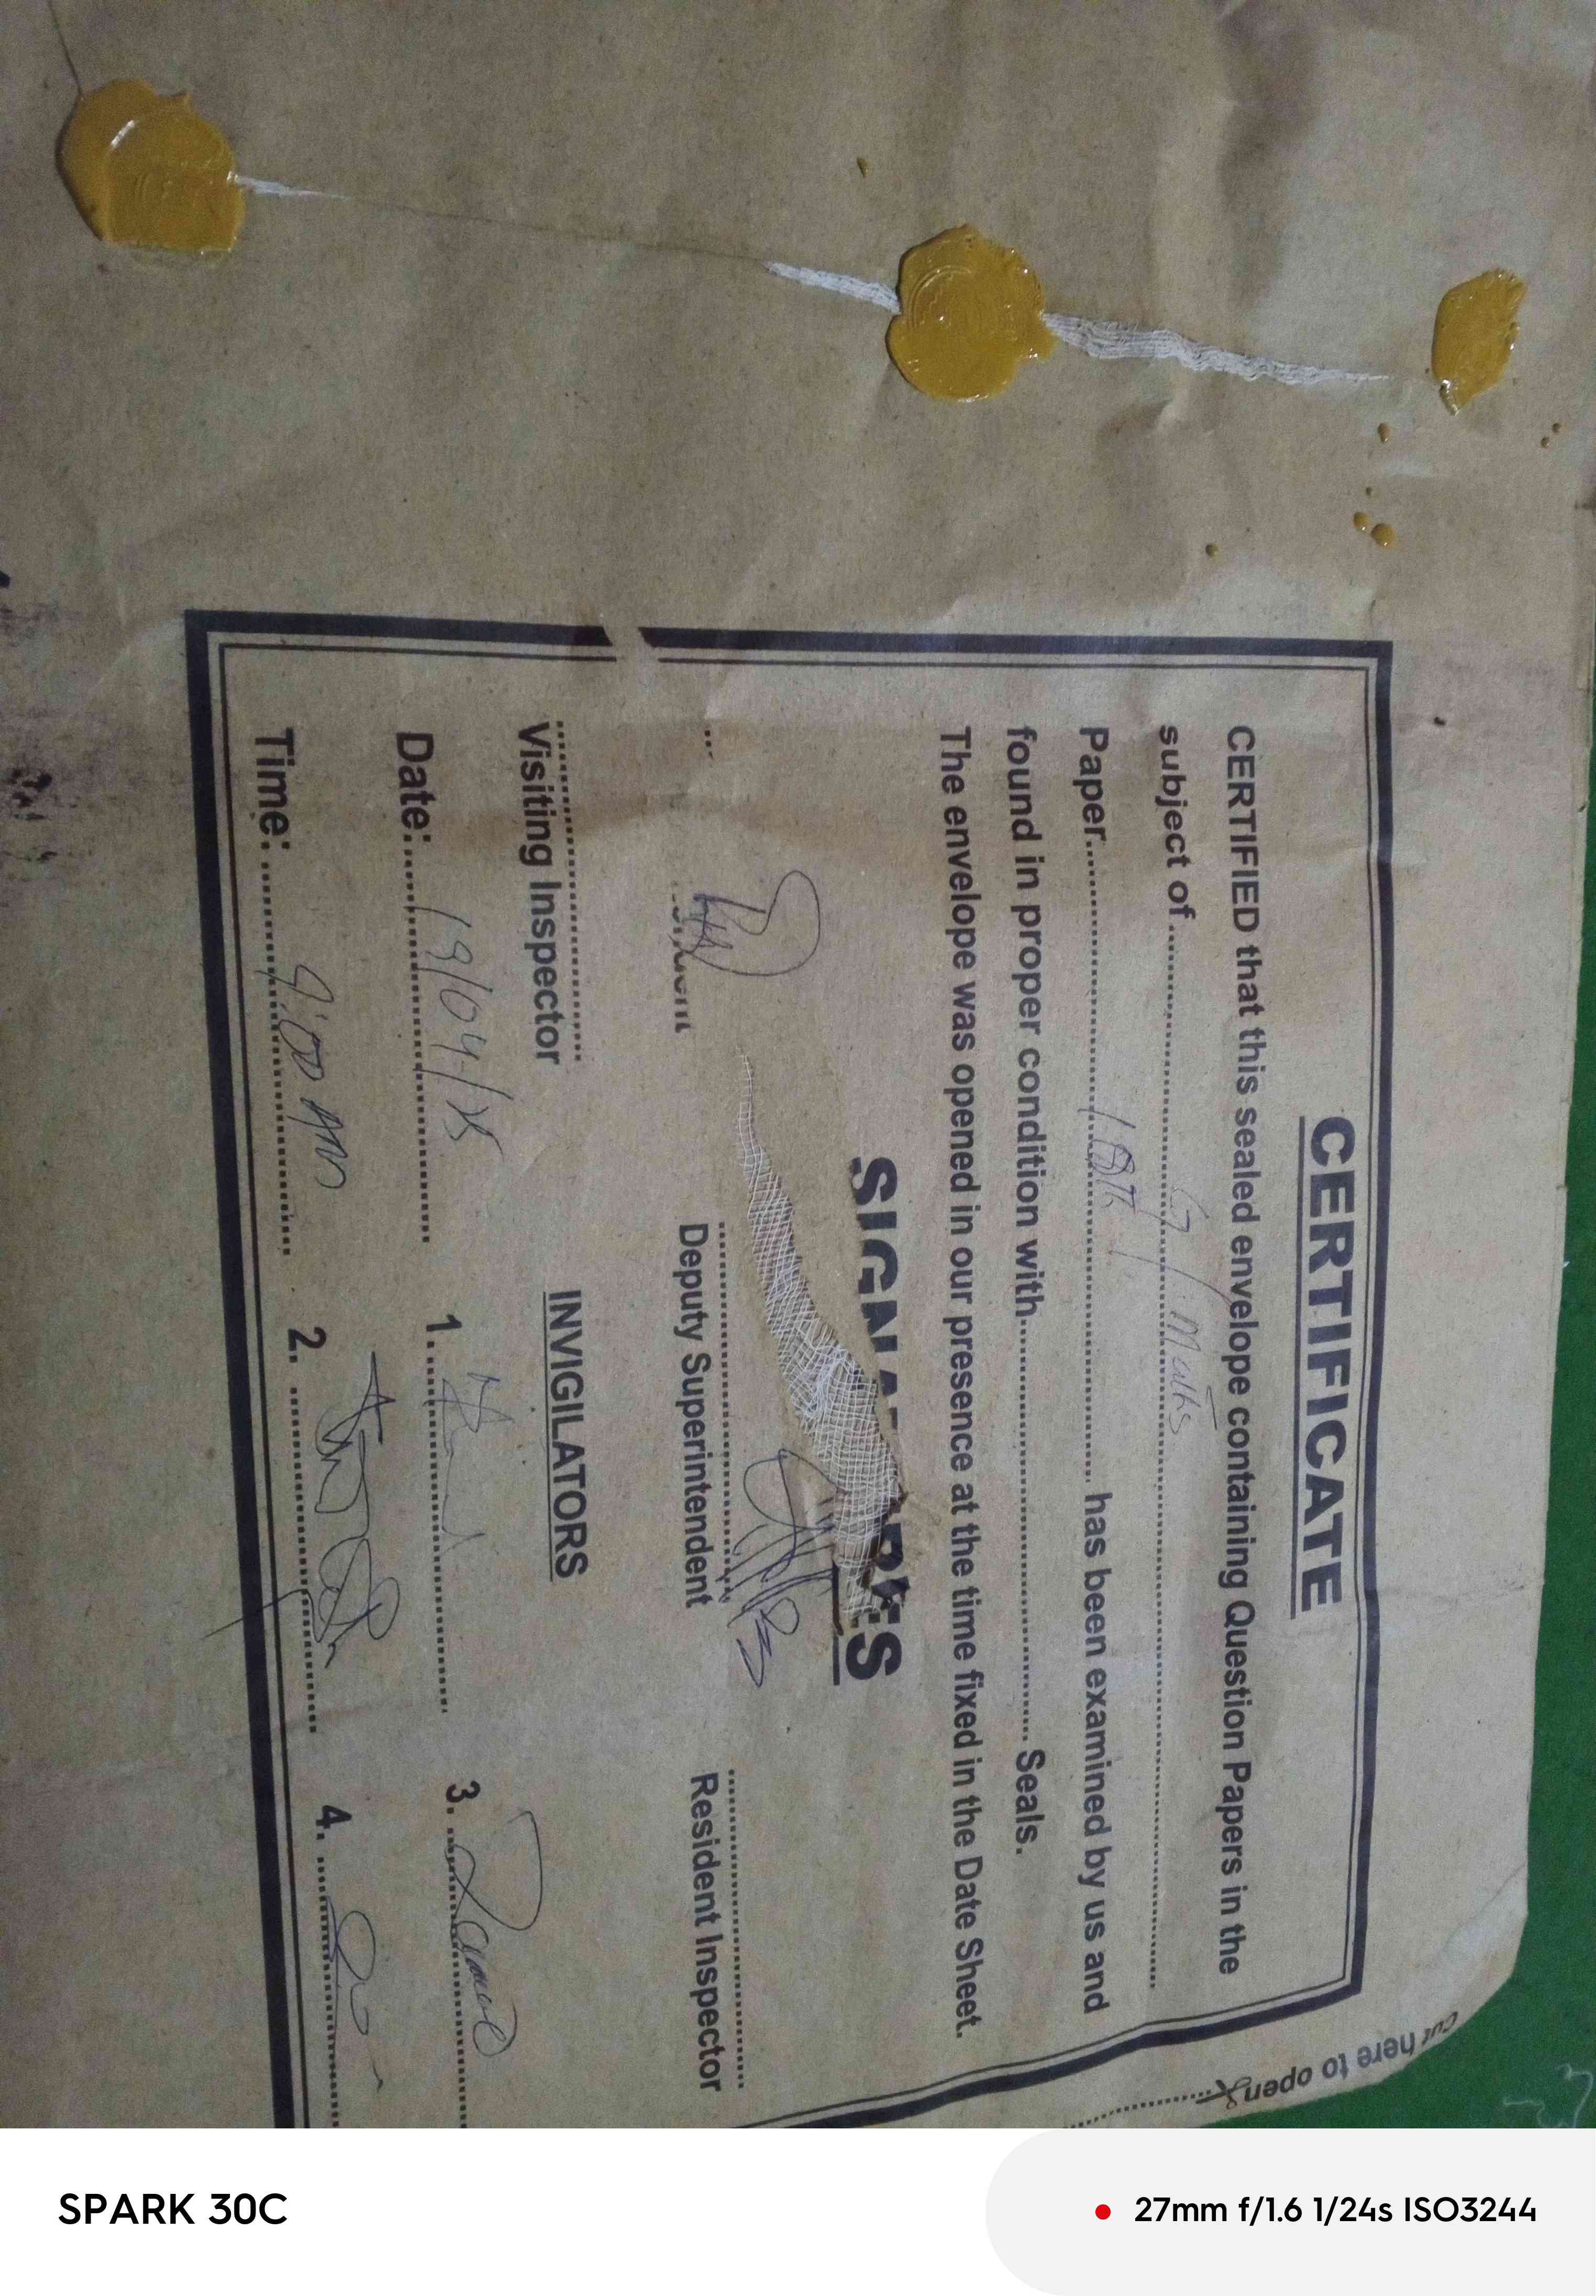 CERTIFICATE
CERTIFIED that this sealed envelope containing Question Papers in the
subject of.......... G/Maths
Paper.......... 10th .......... has been examined by us and
found in proper condition with.......... Seals.
The envelope was opened in our presence at the time fixed in the Date Sheet.
Deputy Superintendent
Resident Inspector
Visiting Inspector
INVIGILATORS
Date:.......... 19/04/25
1.
3.
Time: .......... 9:00 Am
2.
4.
Cut here to open
SPARK 30C
27mm f/1.6 1/24s ISO3244